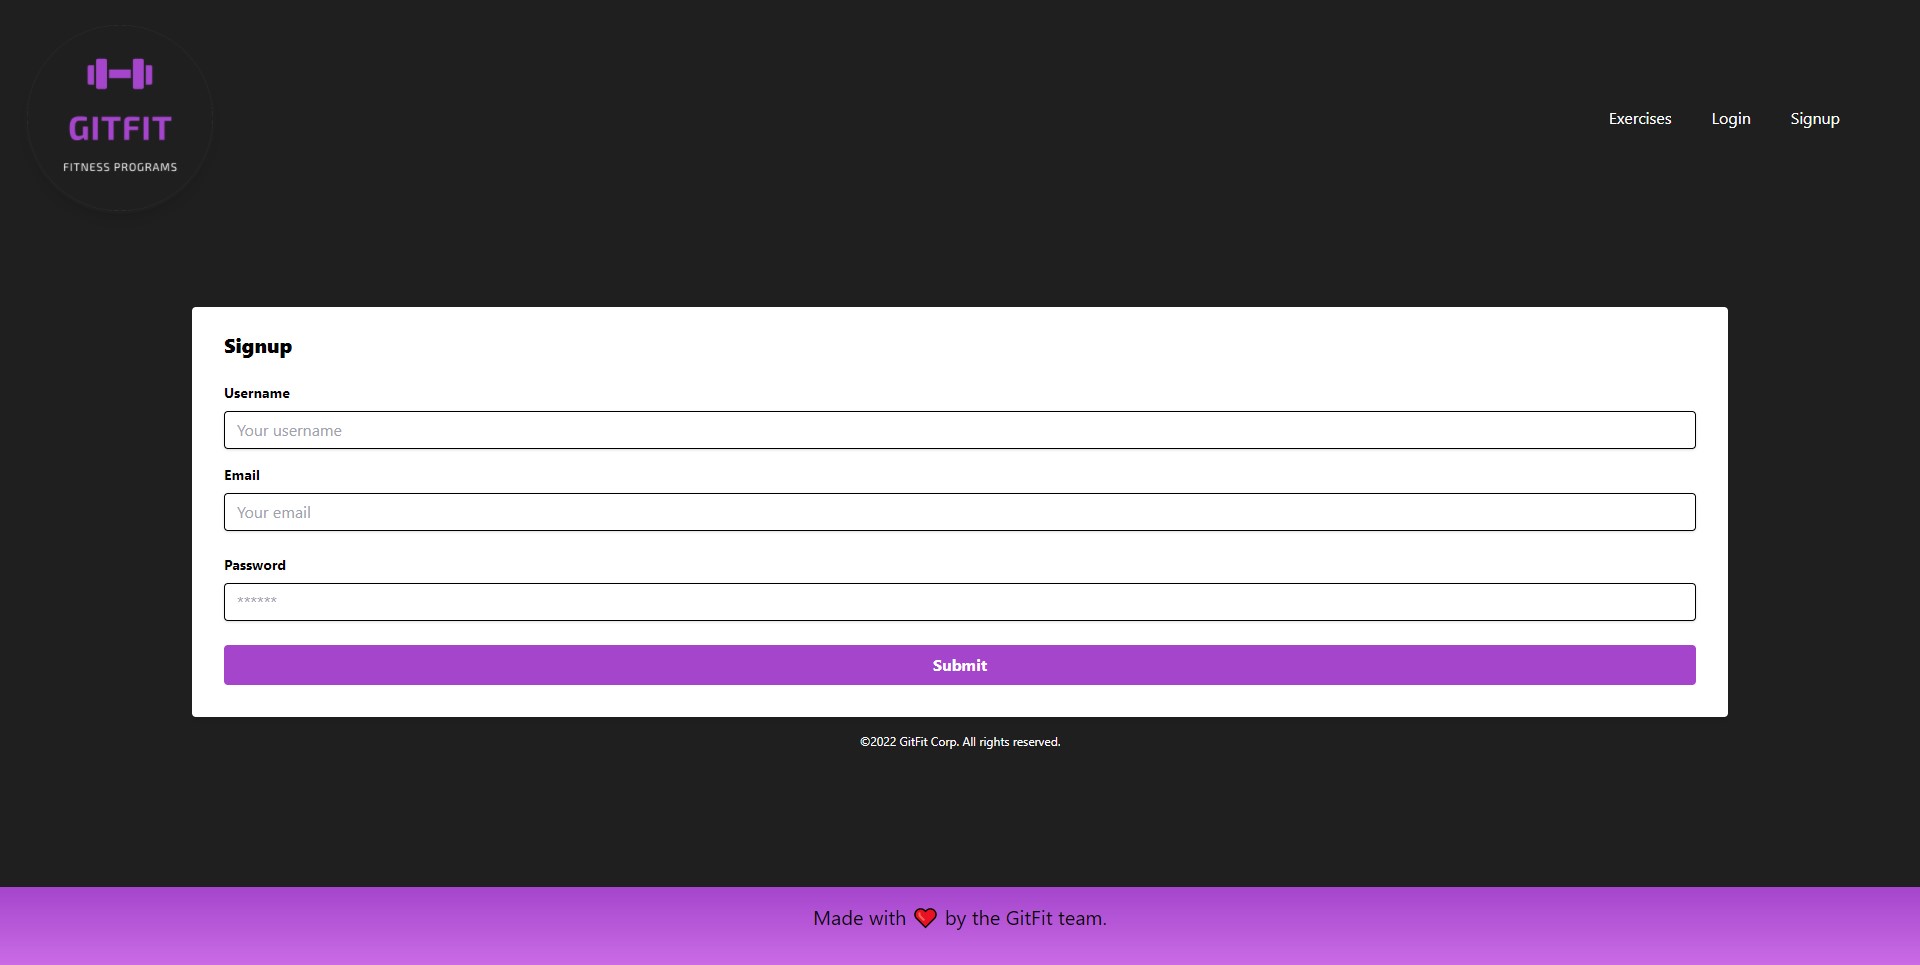 GITFIT
FITNESS PROGRAMS
Exercises Login Signup
Signup
Username
Your username
Email
Your email
Password
******
Submit
©2022 GitFit Corp. All rights reserved.
Made with ❤️ by the GitFit team.